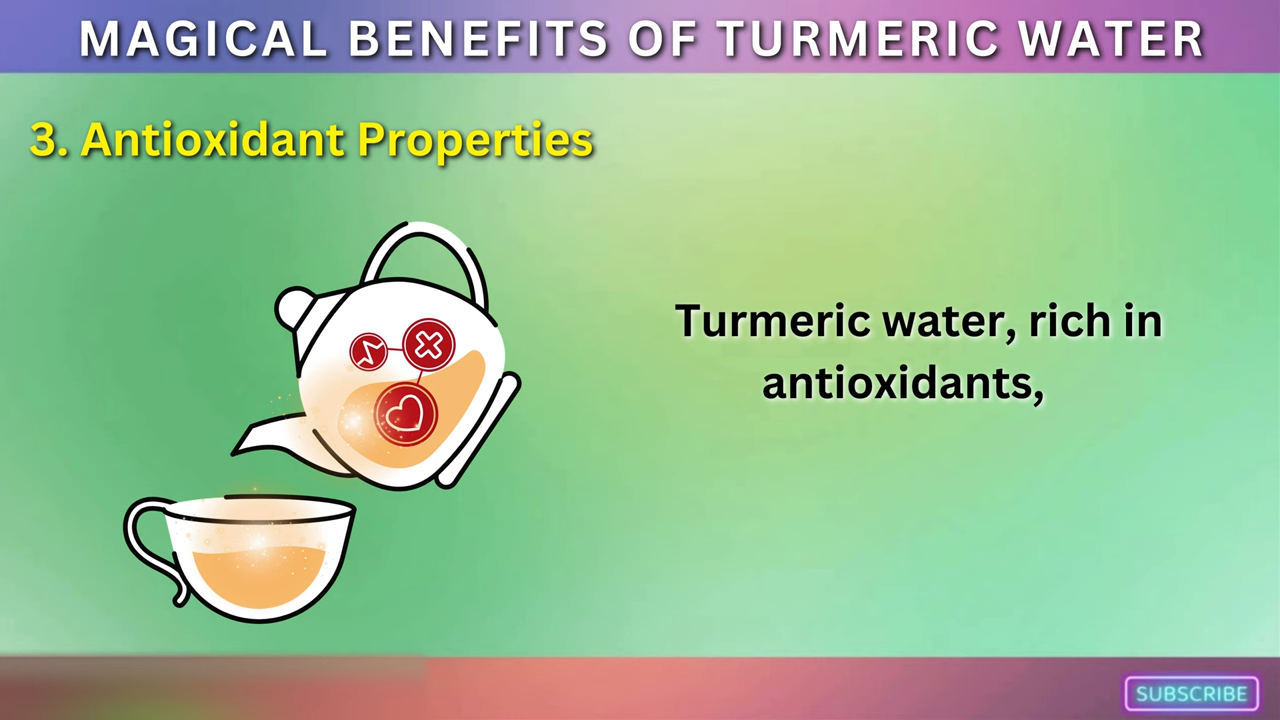 MAGICAL BENEFITS OF TURMERIC WATER
3. Antioxidant Properties
Turmeric water, rich in
antioxidants,
SUBSCRIBE